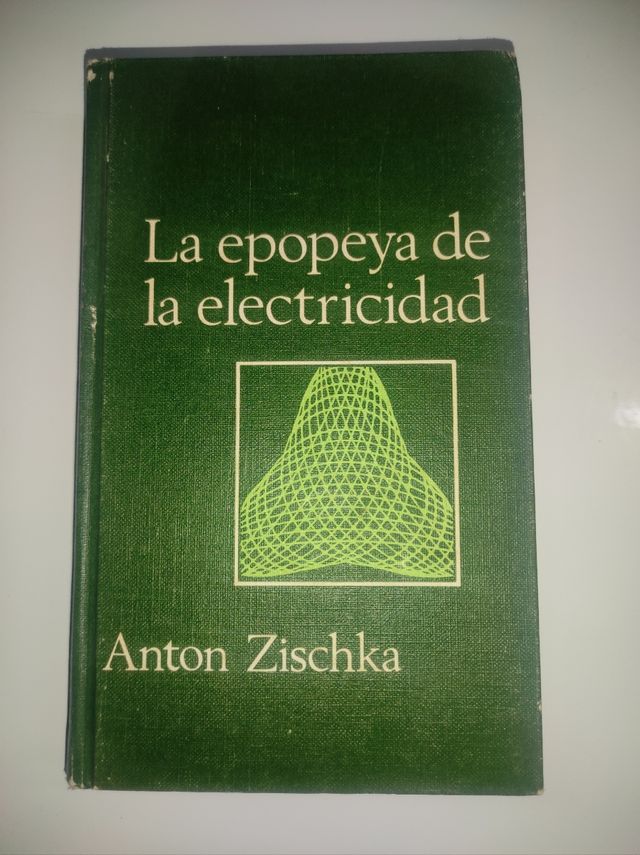 La epopeya de
la electricidad
Anton Zischka